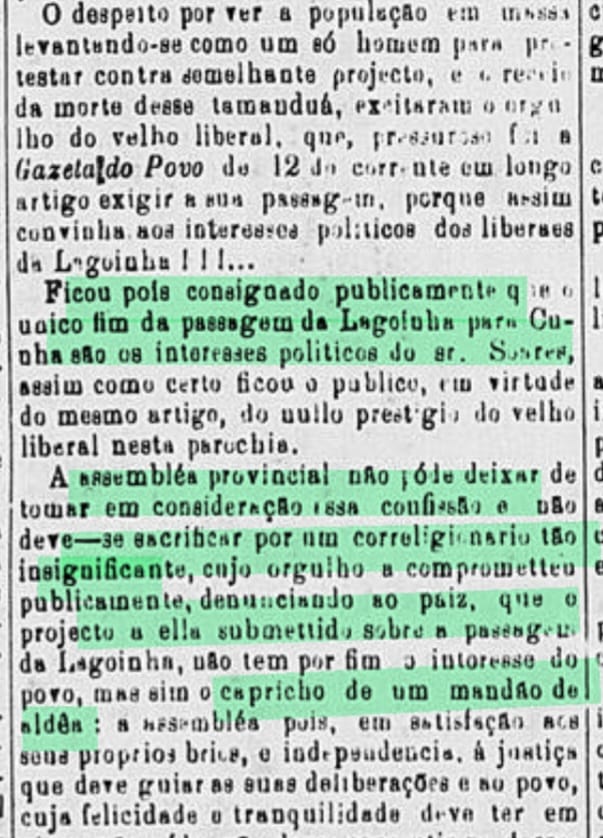 O despeito por ver a população em massa
levantando-se como um só homem para pro-
testar contra semelhante projecto, e o receio
da morte desse tamanduá, exeitaram o orgu
lho do velho liberal, que, pressuroso foi a
Gazeta do Povo de 12 do corrente em longo
artigo exigir a sua passagem, porque assim
convinha aos interesses politicos dos liberaes
da Lagoinha ! ! !...
Ficou pois consignado publicamente que o
unico fim da passagem da Lagoinha para Cu-
nha são os interesses politicos do sr. Soares,
assim como certo ficou o publico, em virtude
do mesmo artigo, do nullo prestigio do velho
liberal nesta parochia.
A assembléa provincial não póde deixar de
tomar em consideração essa confissão e não
deve—se sacrificar por um correligionario tão
insignificante, cujo orgulho a comprometteu
publicamente, denunciando ao paiz, que o
projecto a ella submettido sobre a passagem
da Lagoinha, não tem por fim o interesse do
povo, mas sim o capricho de um mandão de
aldêa : a assembléa pois, em satisfação aos
seus proprios brios, e independencia, á justiça
que deve guiar as suas deliberações e ao povo,
cuja felicidade e tranquilidade deve ter em